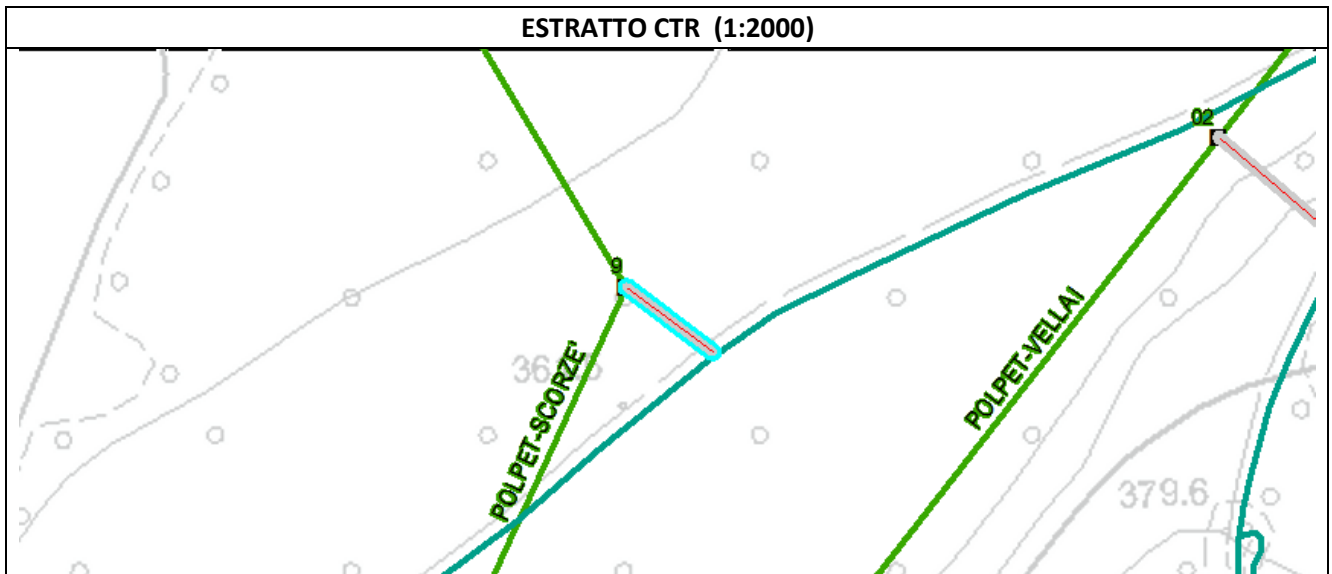 ESTRATTO CTR (1:2000)
02
9
POLPET-SCORZE'
POLPET-VELLAI
379.6